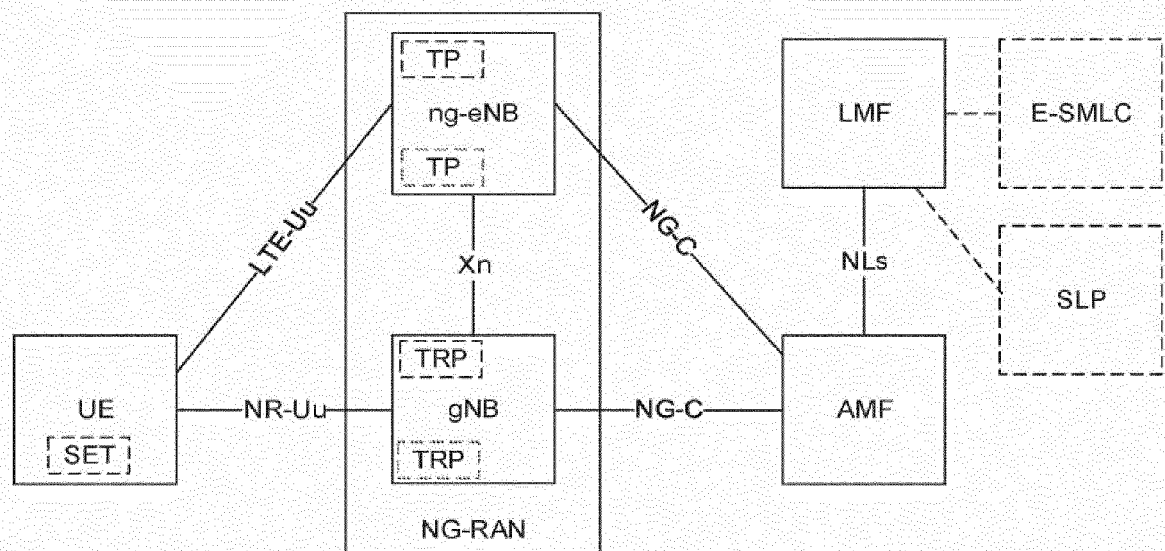 TP
ng-eNB
TP
LMF
E-SMLC
LTE-Uu
NG-C
Xn
NLs
SLP
UE
SET
NR-Uu
TRP
gNB
TRP
NG-C
AMF
NG-RAN